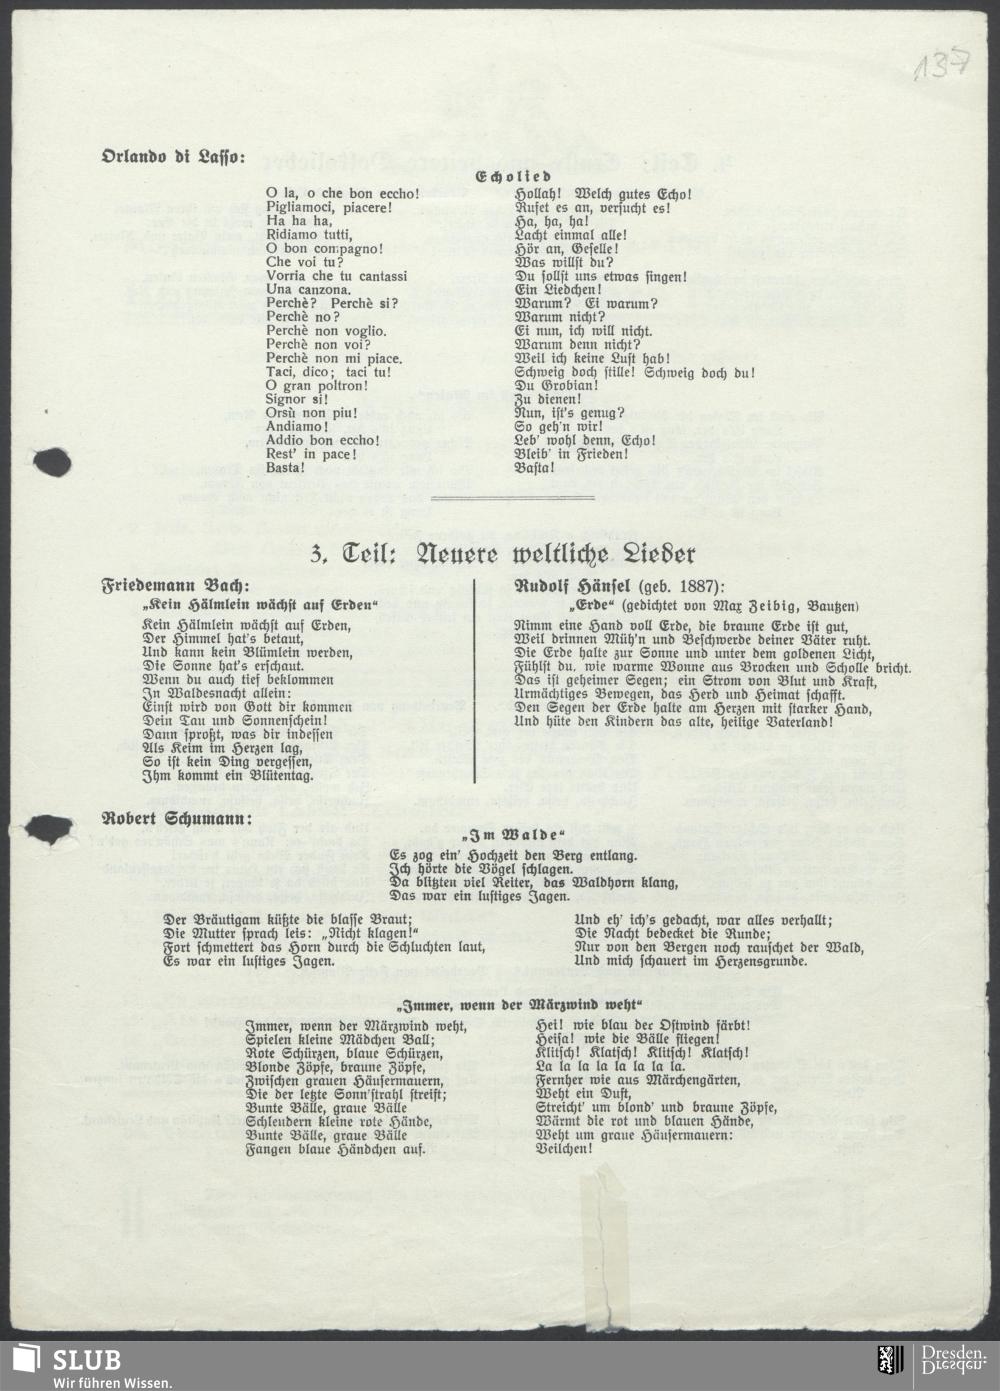 137
Orlando di Lasso:
Echolied
O la, o che bon eccho!
Pigliamoci, piacere!
Ha ha ha,
Ridiamo tutti,
O bon compagno!
Che voi tu?
Vorria che tu cantassi
Una canzona.
Perchè? Perchè si?
Perchè no?
Perchè non voglio.
Perchè non voi?
Perchè non mi piace.
Taci, dico; taci tu!
O gran poltron!
Signor si!
Orsù non piu!
Andiamo!
Addio bon eccho!
Rest' in pace!
Basta!
Hollah! Welch gutes Echo!
Rufet es an, versucht es!
Ha, ha, ha!
Lacht einmal alle!
Hör an, Geselle!
Was willst du?
Du sollst uns etwas singen!
Ein Liedchen!
Warum? Ei warum?
Warum nicht?
Ei nun, ich will nicht.
Warum denn nicht?
Weil ich keine Lust hab!
Schweig doch stille! Schweig doch du!
Du Grobian!
Zu dienen!
Nun, ist's genug?
So geh'n wir!
Leb' wohl denn, Echo!
Bleib' in Frieden!
Basta!
3. Teil: Neuere weltliche Lieder
Friedemann Bach:
„Kein Hälmlein wächst auf Erden“
Kein Hälmlein wächst auf Erden,
Der Himmel hat's betaut,
Und kann kein Blümlein werden,
Die Sonne hat's erschaut.
Wenn du auch tief beklommen
In Waldesnacht allein:
Einst wird von Gott dir kommen
Dein Tau und Sonnenschein!
Dann sproßt, was dir indessen
Als Keim im Herzen lag,
So ist kein Ding vergessen,
Ihm kommt ein Blütentag.
Rudolf Hänsel (geb. 1887):
„Erde“ (gedichtet von Max Zeibig, Bautzen)
Nimm eine Hand voll Erde, die braune Erde ist gut,
Weil drinnen Müh'n und Beschwerde deiner Väter ruht.
Die Erde halte zur Sonne und unter dem goldenen Licht,
Fühlst du, wie warme Wonne aus Brocken und Scholle bricht.
Das ist geheimer Segen; ein Strom von Blut und Kraft,
Urmächtiges Bewegen, das Herd und Heimat schafft.
Den Segen der Erde halte am Herzen mit starker Hand,
Und hüte den Kindern das alte, heilige Vaterland!
Robert Schumann:
„Im Walde“
Es zog ein' Hochzeit den Berg entlang.
Ich hörte die Vögel schlagen.
Da blitzten viel Reiter, das Waldhorn klang,
Das war ein lustiges Jagen.
Der Bräutigam küßte die blasse Braut;
Die Mutter sprach leis: „Nicht klagen!“
Fort schmettert das Horn durch die Schluchten laut,
Es war ein lustiges Jagen.
Und eh' ich's gedacht, war alles verhallt;
Die Nacht bedecket die Runde;
Nur von den Bergen noch rauschet der Wald,
Und mich schauert im Herzensgrunde.
„Immer, wenn der Märzwind weht“
Immer, wenn der Märzwind weht,
Spielen kleine Mädchen Ball;
Rote Schürzen, blaue Schürzen,
Blonde Zöpfe, braune Zöpfe,
Zwischen grauen Häusermauern,
Die der letzte Sonn'strahl streift;
Bunte Bälle, graue Bälle
Schleudern kleine rote Hände,
Bunte Bälle, graue Bälle
Fangen blaue Händchen auf.
Hei! wie blau der Ostwind färbt!
Heisa! wie die Bälle fliegen!
Klitsch! Klatsch! Klitsch! Klatsch!
La la la la la la la la.
Fernher wie aus Märchengärten,
Weht ein Duft,
Streicht' um blond' und braune Zöpfe,
Wärmt die rot und blauen Hände,
Weht um graue Häusermauern:
Veilchen!
SLUB
Wir führen Wissen.
Dresden.
Dresden.